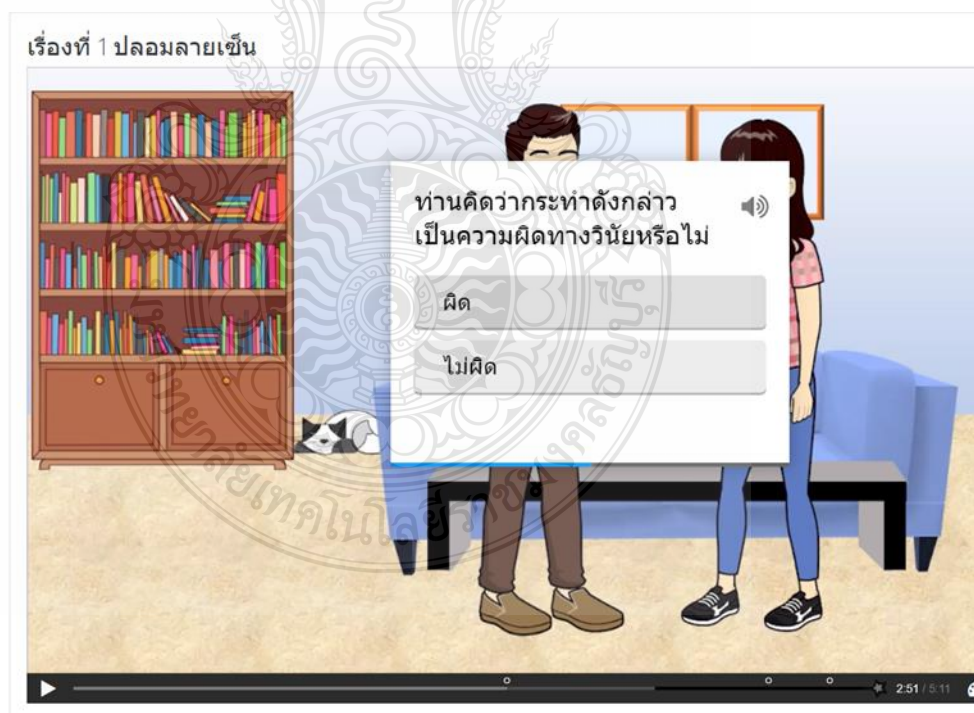 เรื่องที่ 1 ปลอมลายเซ็น
ท่านคิดว่ากระทำดังกล่าว
เป็นความผิดทางวินัยหรือไม่
ผิด
ไม่ผิด
2:51 / 5:11